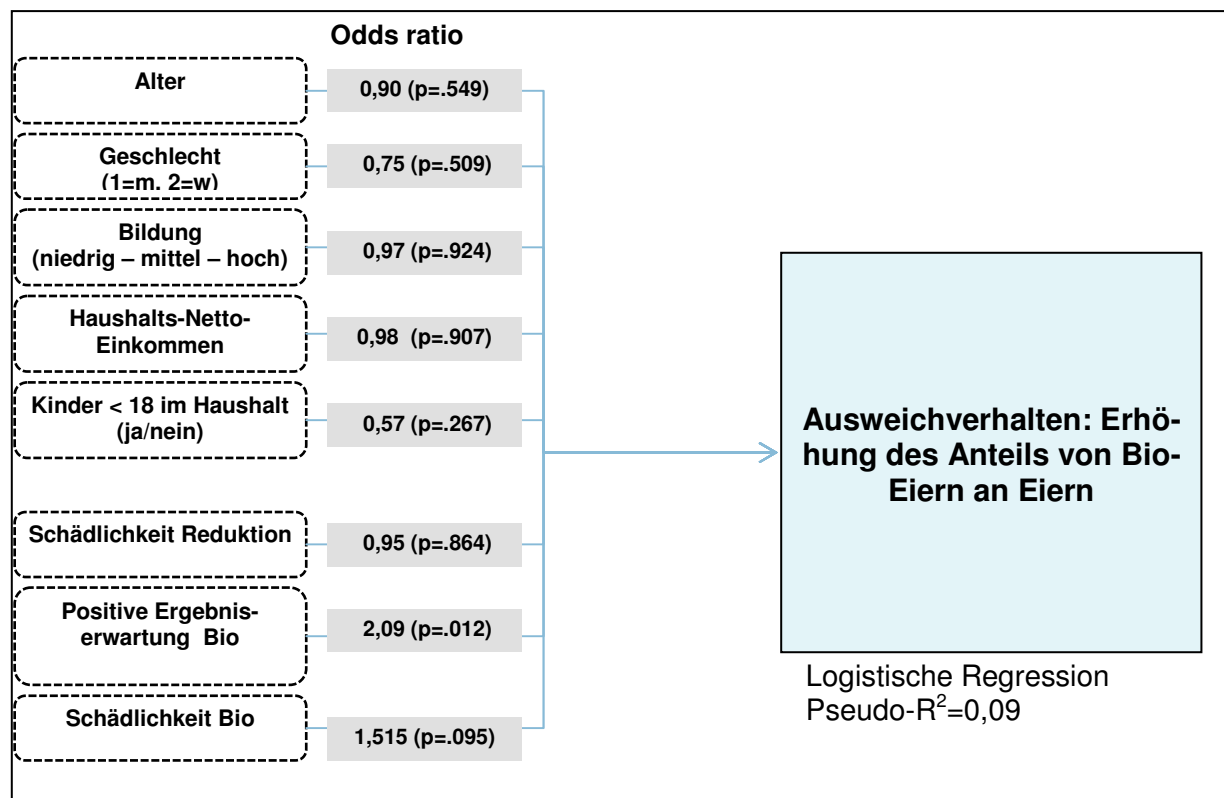 Odds ratio
Alter
0,90 (p=.549)
Geschlecht
(1=m. 2=w)
0,75 (p=.509)
Bildung
(niedrig – mittel – hoch)
0,97 (p=.924)
Haushalts-Netto-
Einkommen
0,98 (p=.907)
Kinder < 18 im Haushalt
(ja/nein)
0,57 (p=.267)
Schädlichkeit Reduktion
0,95 (p=.864)
Positive Ergebnis-
erwartung Bio
2,09 (p=.012)
Schädlichkeit Bio
1,515 (p=.095)
Ausweichverhalten: Erhö-
hung des Anteils von Bio-
Eiern an Eiern
Logistische Regression
Pseudo-R²=0,09